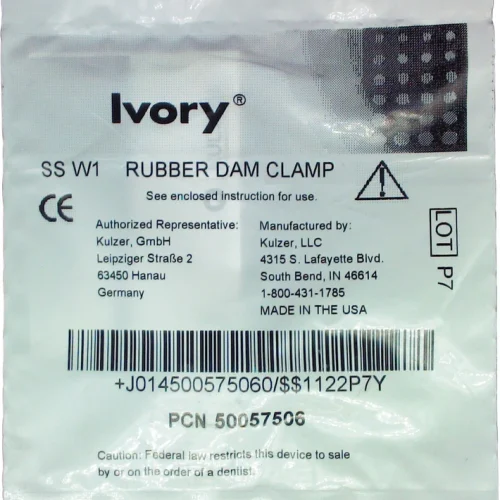 Ivory®
SS W1 RUBBER DAM CLAMP
See enclosed instruction for use.
CE
Authorized Representative:
Kulzer, GmbH
Leipziger Straße 2
63450 Hanau
Germany
Manufactured by:
Kulzer, LLC
4315 S. Lafayette Blvd.
South Bend, IN 46614
1-800-431-1785
MADE IN THE USA
LOT P7
+J014500575060/$$1122P7Y
PCN 50057506
Caution: Federal law restricts this device to sale
by or on the order of a dentist.